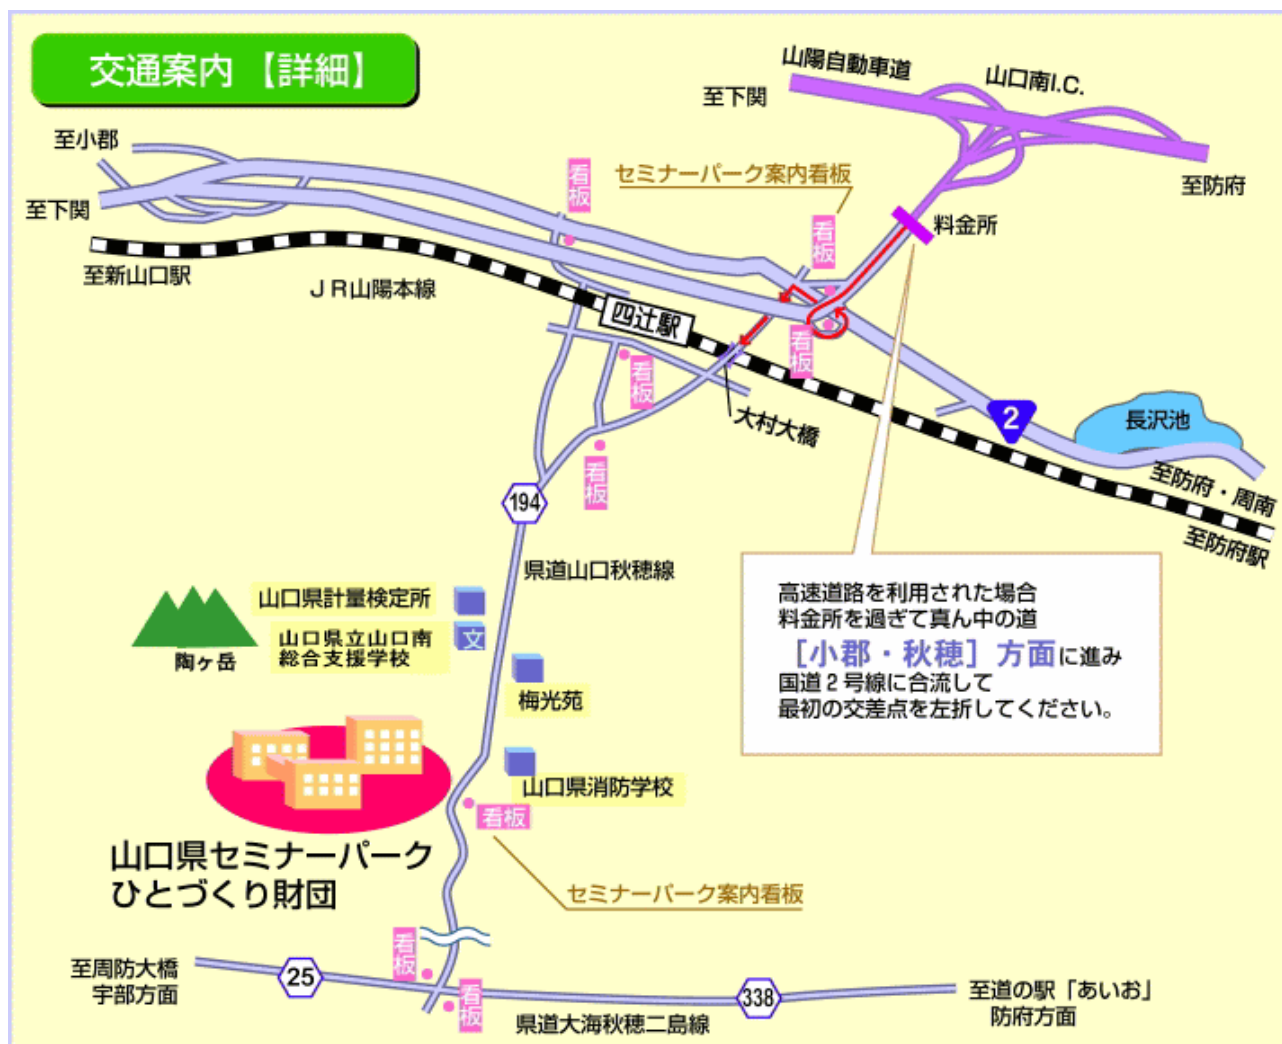 交通案内【詳細】
山陽自動車道
山口南I.C.
至下関
至防府
料金所
至小郡
至下関
看板
セミナーパーク案内看板
看板
至新山口駅
JR山陽本線
四辻駅
看板
看板
看板
大村大橋
2
長沢池
至防府・周南
至防府駅
194
県道山口秋穂線
高速道路を利用された場合
料金所を過ぎて真ん中の道
[小郡・秋穂] 方面に進み
国道2号線に合流して
最初の交差点を左折してください。
陶ヶ岳
山口県計量検定所
山口県立山口南
総合支援学校
文
梅光苑
山口県消防学校
看板
山口県セミナーパーク
ひとづくり財団
セミナーパーク案内看板
看板
看板
至周防大橋
宇部方面
25
県道大海秋穂二島線
338
至道の駅「あいお」
防府方面